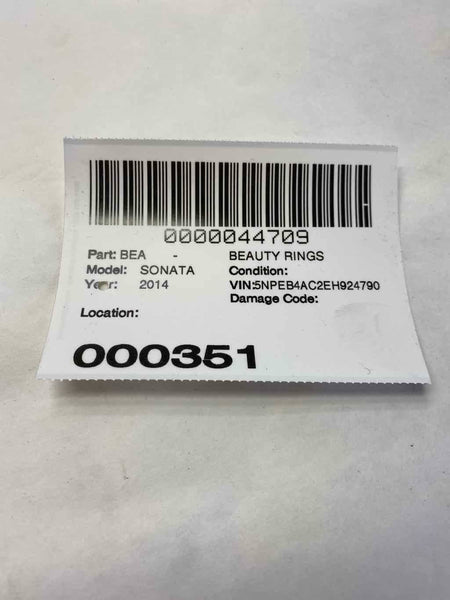 0000044709
Part: BEA - BEAUTY RINGS
Model: SONATA Condition:
Year: 2014 VIN:5NPEB4AC2EH924790
Damage Code:
Location:
000351